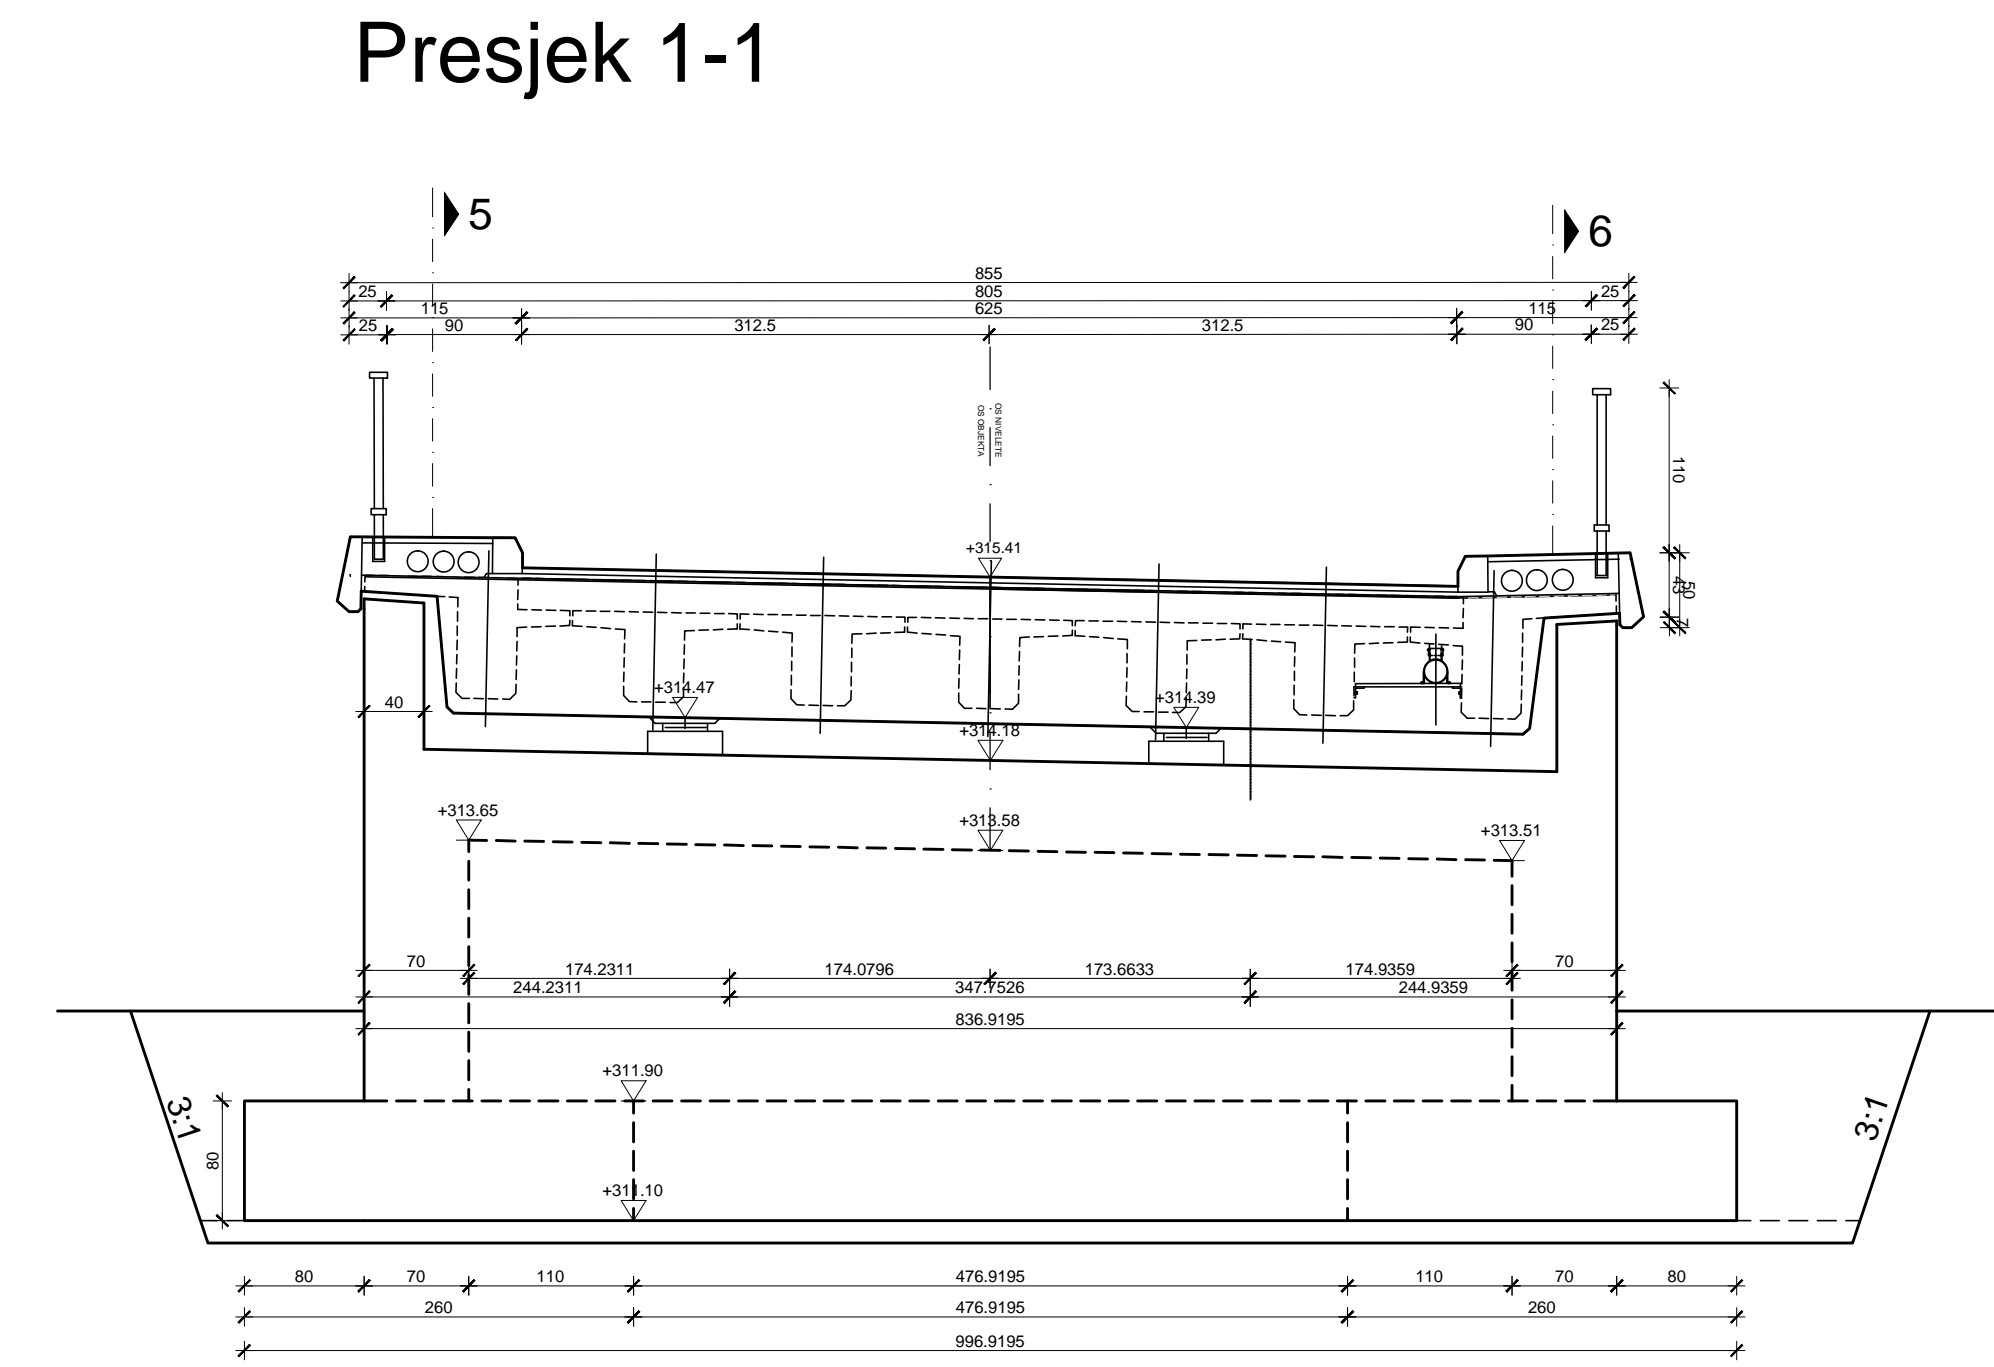 Presjek 1-1
5
6
855
25 805 25
115 625 115
25 90 312.5 312.5 90 25
OS NIVELETE
OS OBJEKTA
110
+315.41
50
43
7
40
+314.47
+314.39
+314.18
+313.65
+313.58
+313.51
70 174.2311 174.0796 173.6633 174.9359 70
244.2311 347.7526 244.9359
836.9195
+311.90
3:1
3:1
80
+311.10
80 70 110 476.9195 110 70 80
260 476.9195 260
996.9195